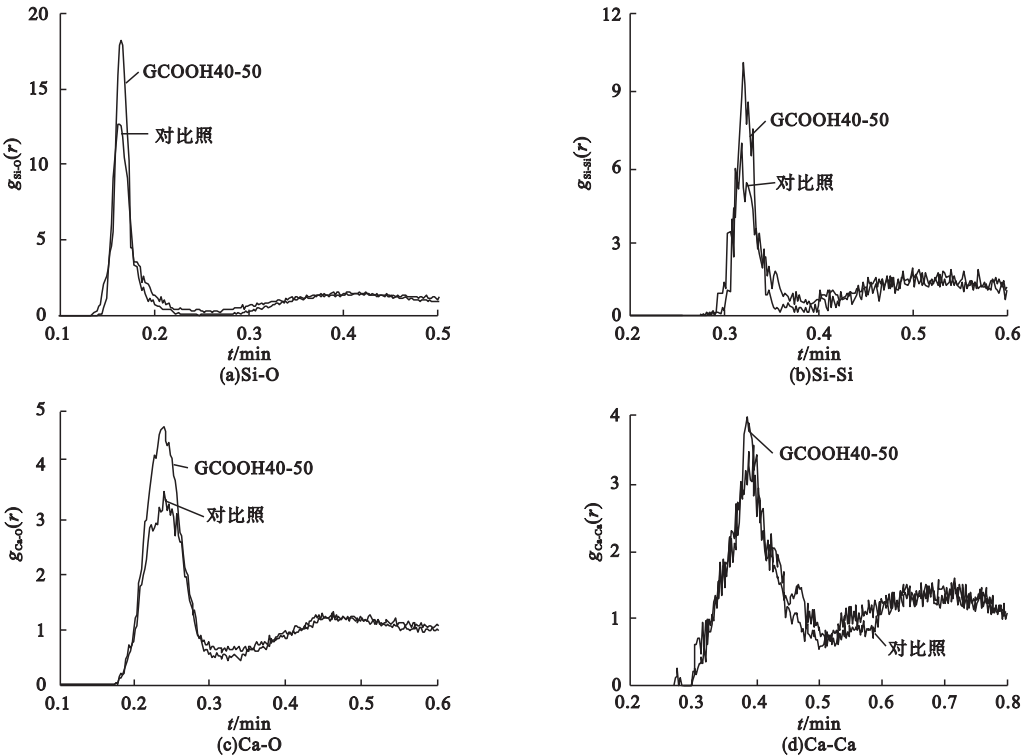 20
15
10
5
0
0.1
0.2
0.3
0.4
0.5
gSi-O(r)
GCOOH40-50
对比照
t/min
(a)Si-O
12
9
6
3
0
0.2
0.3
0.4
0.5
0.6
gSi-Si(r)
GCOOH40-50
对比照
t/min
(b)Si-Si
5
4
3
2
1
0
0.1
0.2
0.3
0.4
0.5
0.6
gCa-O(r)
GCOOH40-50
对比照
t/min
(c)Ca-O
4
3
2
1
0
0.2
0.3
0.4
0.5
0.6
0.7
0.8
gCa-Ca(r)
GCOOH40-50
对比照
t/min
(d)Ca-Ca